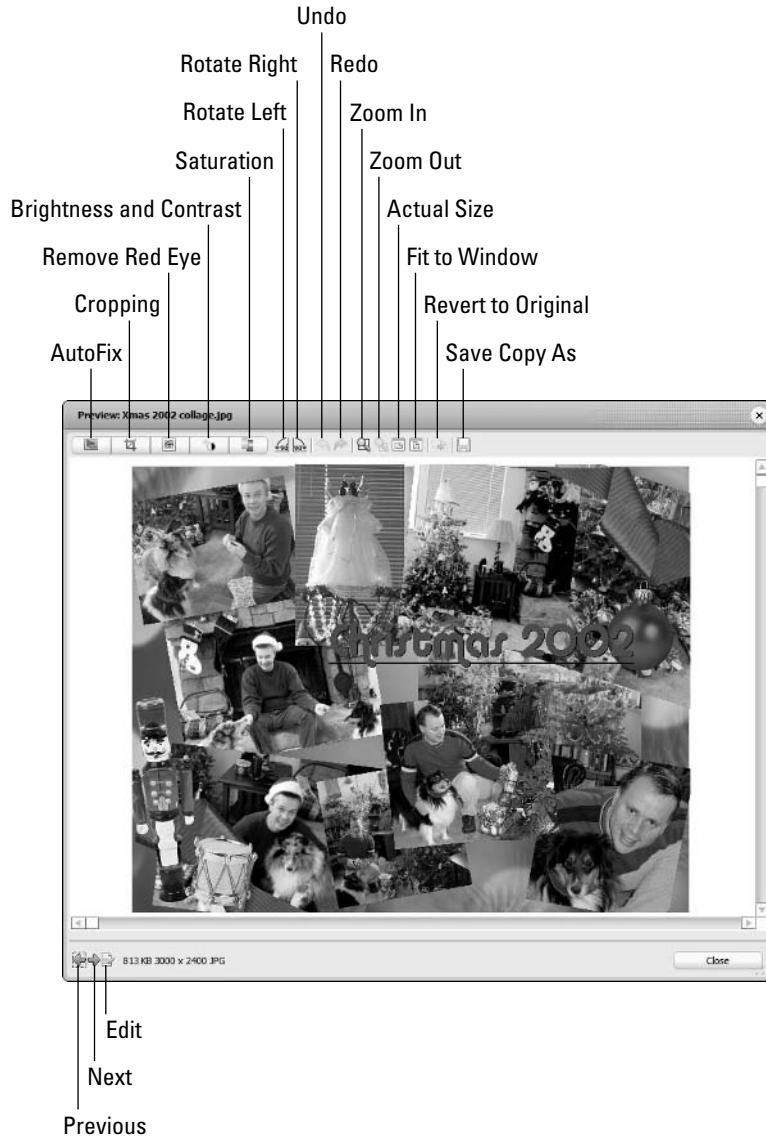 Undo
Rotate Right
Redo
Rotate Left
Zoom In
Saturation
Zoom Out
Brightness and Contrast
Actual Size
Remove Red Eye
Fit to Window
Cropping
Revert to Original
AutoFix
Save Copy As
Preview: Xmas 2002 collage.jpg
Christmas 2002
813 KB 3000 x 2400 JPG
Close
Edit
Next
Previous